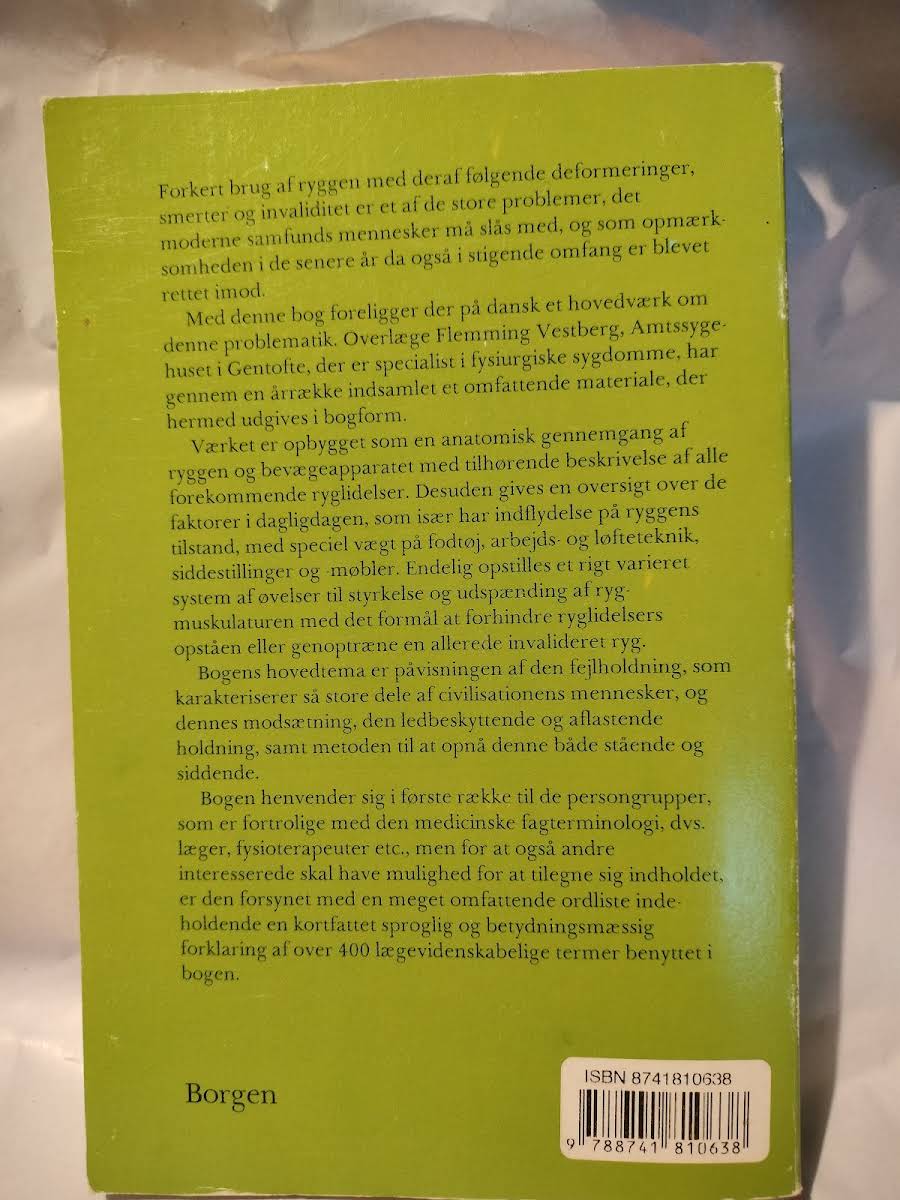 Forkert brug af ryggen med deraf følgende deformeringer,
smerter og invaliditet er et af de store problemer, det
moderne samfunds mennesker må slås med, og som opmærk-
somheden i de senere år da også i stigende omfang er blevet
rettet imod.
Med denne bog foreligger der på dansk et hovedværk om
denne problematik. Overlæge Flemming Vestberg, Amtssyge-
huset i Gentofte, der er specialist i fysiurgiske sygdomme, har
gennem en årrække indsamlet et omfattende materiale, der
hermed udgives i bogform.
Værket er opbygget som en anatomisk gennemgang af
ryggen og bevægeapparatet med tilhørende beskrivelse af alle
forekommende ryglidelser. Desuden gives en oversigt over de
faktorer i dagligdagen, som især har indflydelse på ryggens
tilstand, med speciel vægt på fodtøj, arbejds- og løfteteknik,
siddestillinger og -møbler. Endelig opstilles et rigt varieret
system af øvelser til styrkelse og udspænding af ryg-
muskulaturen med det formål at forhindre ryglidelsers
opståen eller genoptræne en allerede invalideret ryg.
Bogens hovedtema er påvisningen af den fejlholdning, som
karakteriserer så store dele af civilisationens mennesker, og
dennes modsætning, den ledbeskyttende og aflastende
holdning, samt metoden til at opnå denne både stående og
siddende.
Bogen henvender sig i første række til de persongrupper,
som er fortrolige med den medicinske fagterminologi, dvs.
læger, fysioterapeuter etc., men for at også andre
interesserede skal have mulighed for at tilegne sig indholdet,
er den forsynet med en meget omfattende ordliste inde-
holdende en kortfattet sproglig og betydningsmæssig
forklaring af over 400 lægevidenskabelige termer benyttet i
bogen.
Borgen
ISBN 8741810638
9 788741 810638